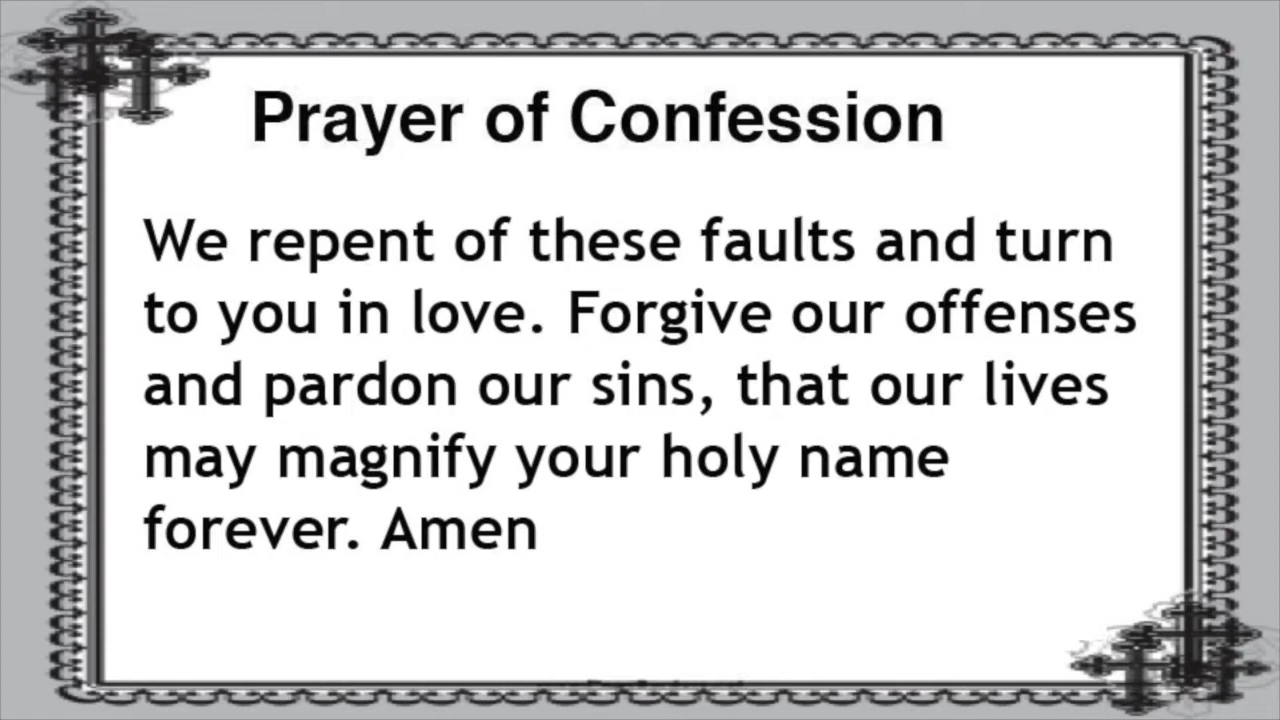 Prayer of Confession
We repent of these faults and turn
to you in love. Forgive our offenses
and pardon our sins, that our lives
may magnify your holy name
forever. Amen